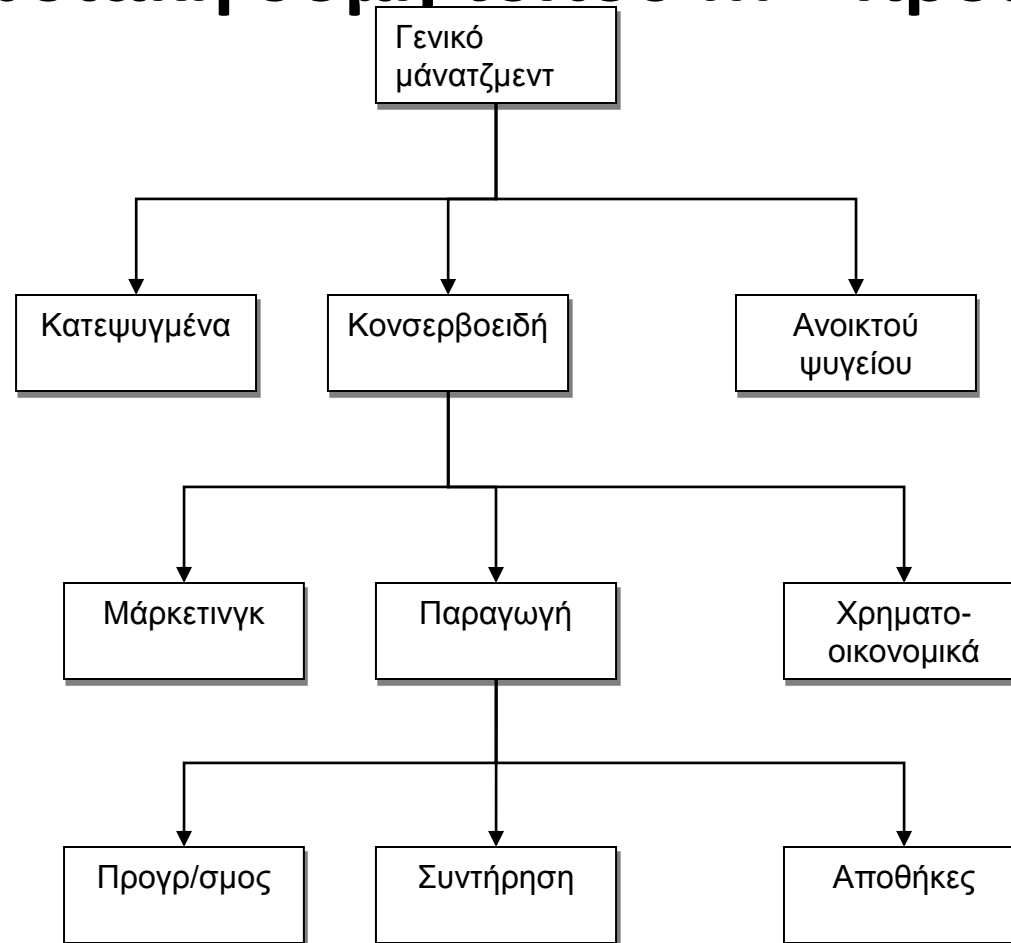 Γενικό
μάνατζμεντ
Κατεψυγμένα
Κονσερβοειδή
Ανοικτού
ψυγείου
Μάρκετινγκ
Παραγωγή
Χρηματο-
οικονομικά
Προγρ/σμος
Συντήρηση
Αποθήκες